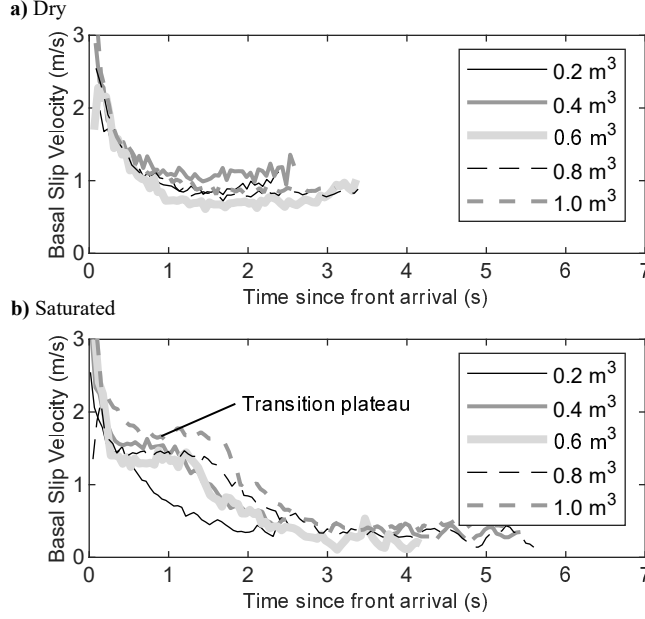 a) Dry
3
2
1
0
Basal Slip Velocity (m/s)
0.2 m³
0.4 m³
0.6 m³
0.8 m³
1.0 m³
0 1 2 3 4 5 6 7
Time since front arrival (s)
b) Saturated
3
2
1
0
Basal Slip Velocity (m/s)
Transition plateau
0.2 m³
0.4 m³
0.6 m³
0.8 m³
1.0 m³
0 1 2 3 4 5 6 7
Time since front arrival (s)